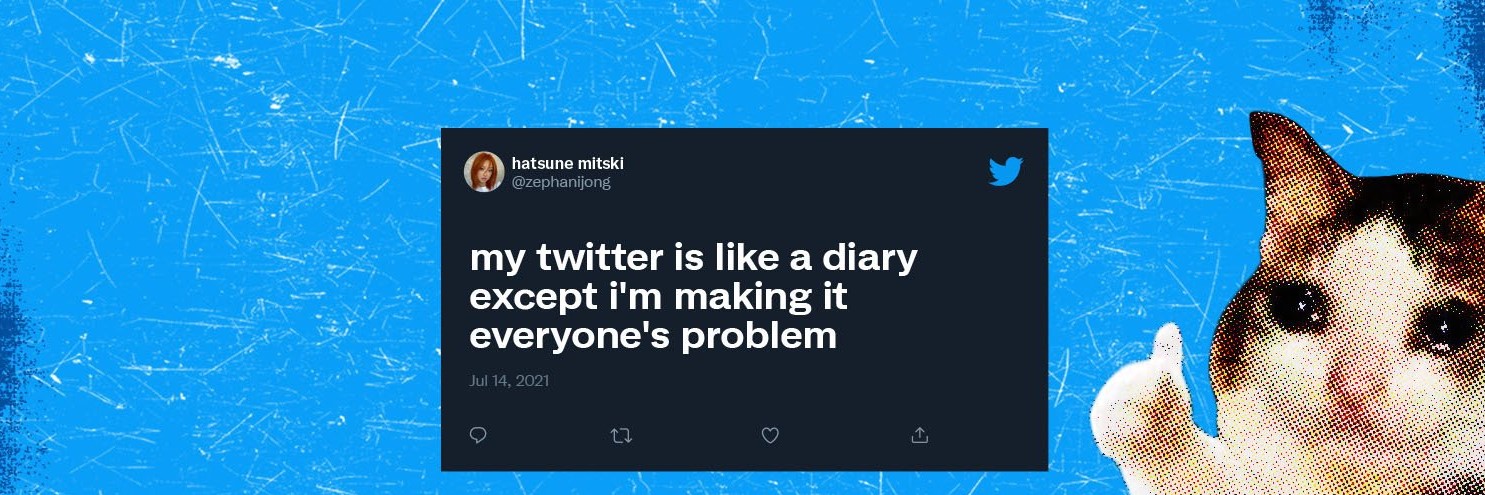 hatsune mitski
@zephanijong
my twitter is like a diary
except i'm making it
everyone's problem
Jul 14, 2021